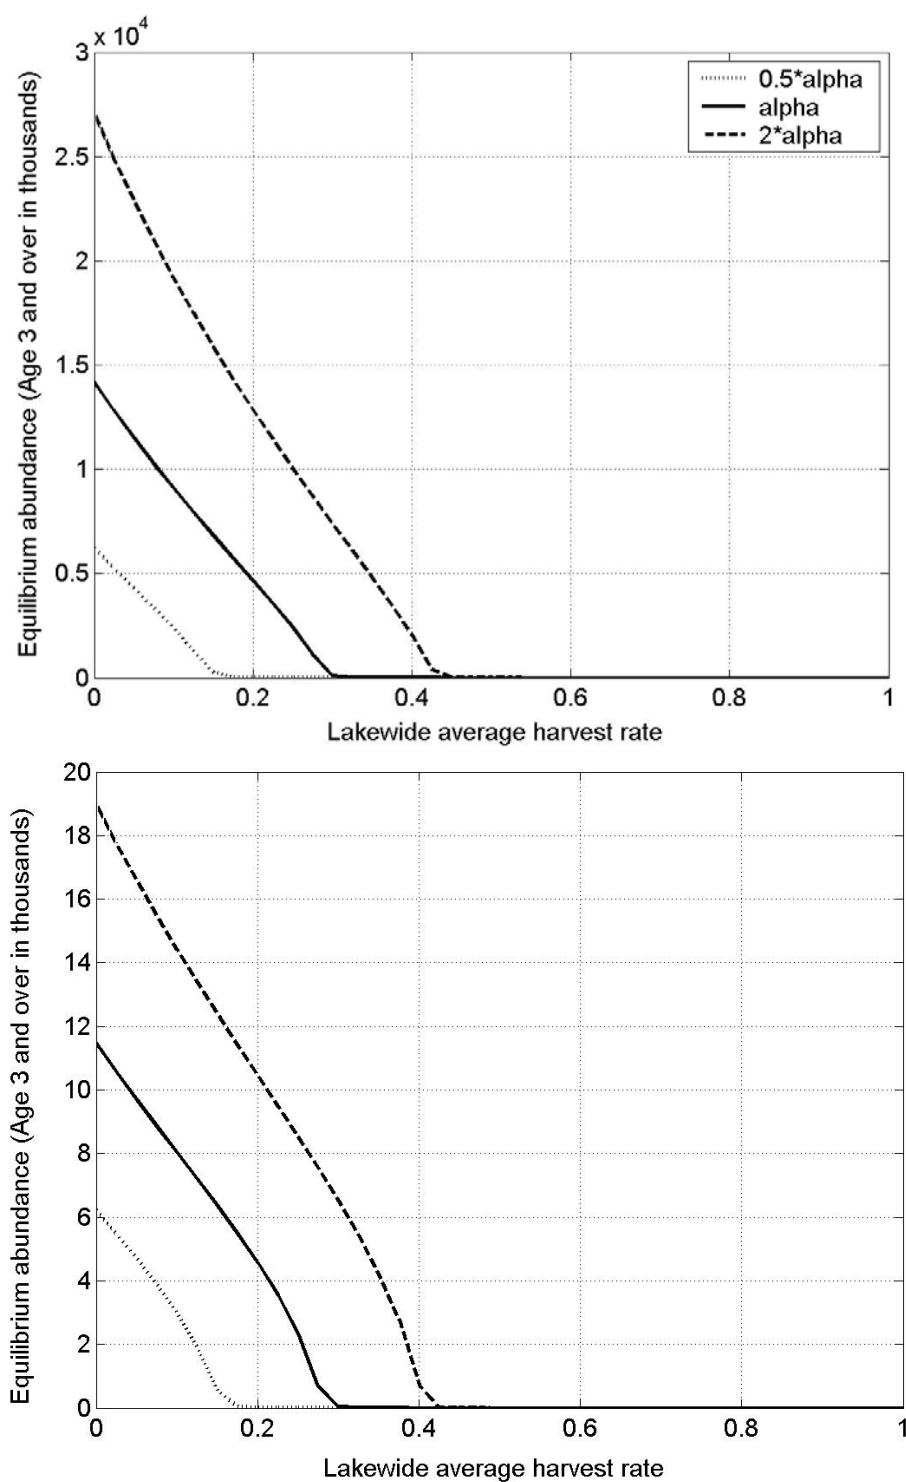 x 10^4
3
2.5
2
1.5
1
0.5
0
0 0.2 0.4 0.6 0.8 1
Equilibrium abundance (Age 3 and over in thousands)
Lakewide average harvest rate
0.5*alpha
alpha
2*alpha
20
18
16
14
12
10
8
6
4
2
0
0 0.2 0.4 0.6 0.8 1
Equilibrium abundance (Age 3 and over in thousands)
Lakewide average harvest rate